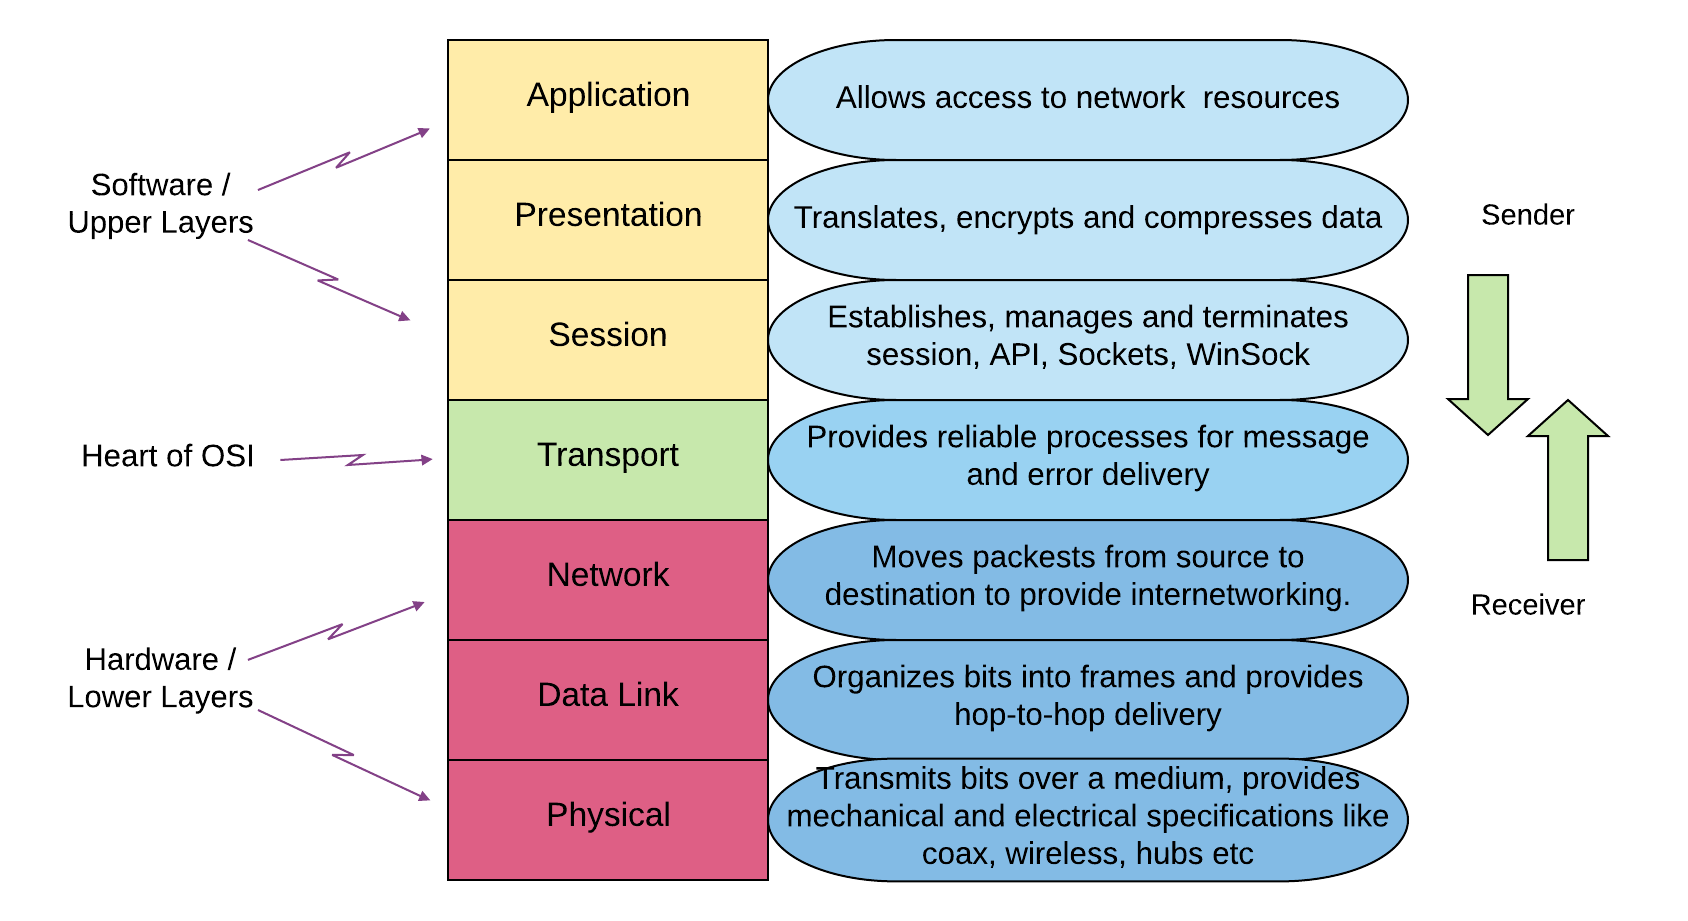 Application
Allows access to network  resources
Software /
Upper Layers
Presentation
Translates, encrypts and compresses data
Sender
Session
Establishes, manages and terminates
session, API, Sockets, WinSock
Heart of OSI
Transport
Provides reliable processes for message
and error delivery
Network
Moves packests from source to
destination to provide internetworking.
Receiver
Hardware /
Lower Layers
Data Link
Organizes bits into frames and provides
hop-to-hop delivery
Physical
Transmits bits over a medium, provides
mechanical and electrical specifications like
coax, wireless, hubs etc